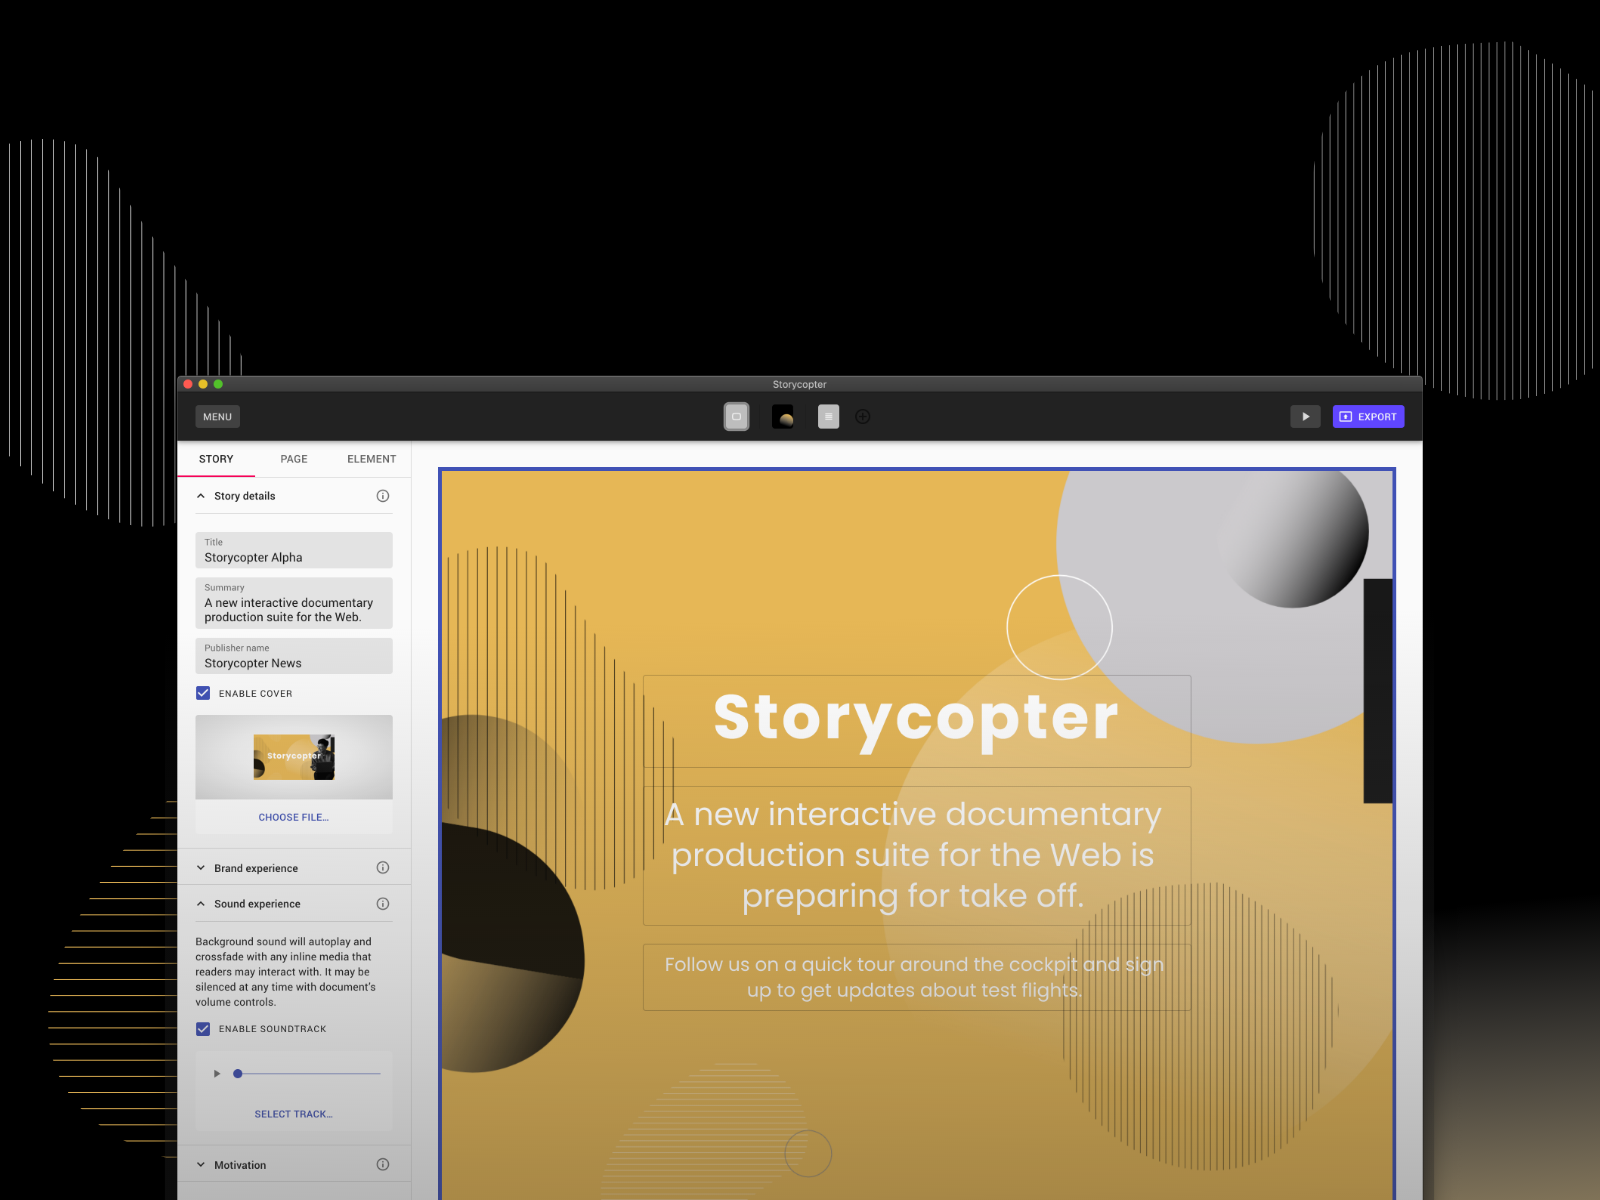 Storycopter
MENU
EXPORT
STORY PAGE ELEMENT
Story details
Title
Storycopter Alpha
Summary
A new interactive documentary
production suite for the Web.
Publisher name
Storycopter News
ENABLE COVER
Storycopter
CHOOSE FILE...
Brand experience
Sound experience
Background sound will autoplay and
crossfade with any inline media that
readers may interact with. It may be
silenced at any time with document's
volume controls.
ENABLE SOUNDTRACK
SELECT TRACK...
Motivation
Storycopter
A new interactive documentary
production suite for the Web is
preparing for take off.
Follow us on a quick tour around the cockpit and sign
up to get updates about test flights.